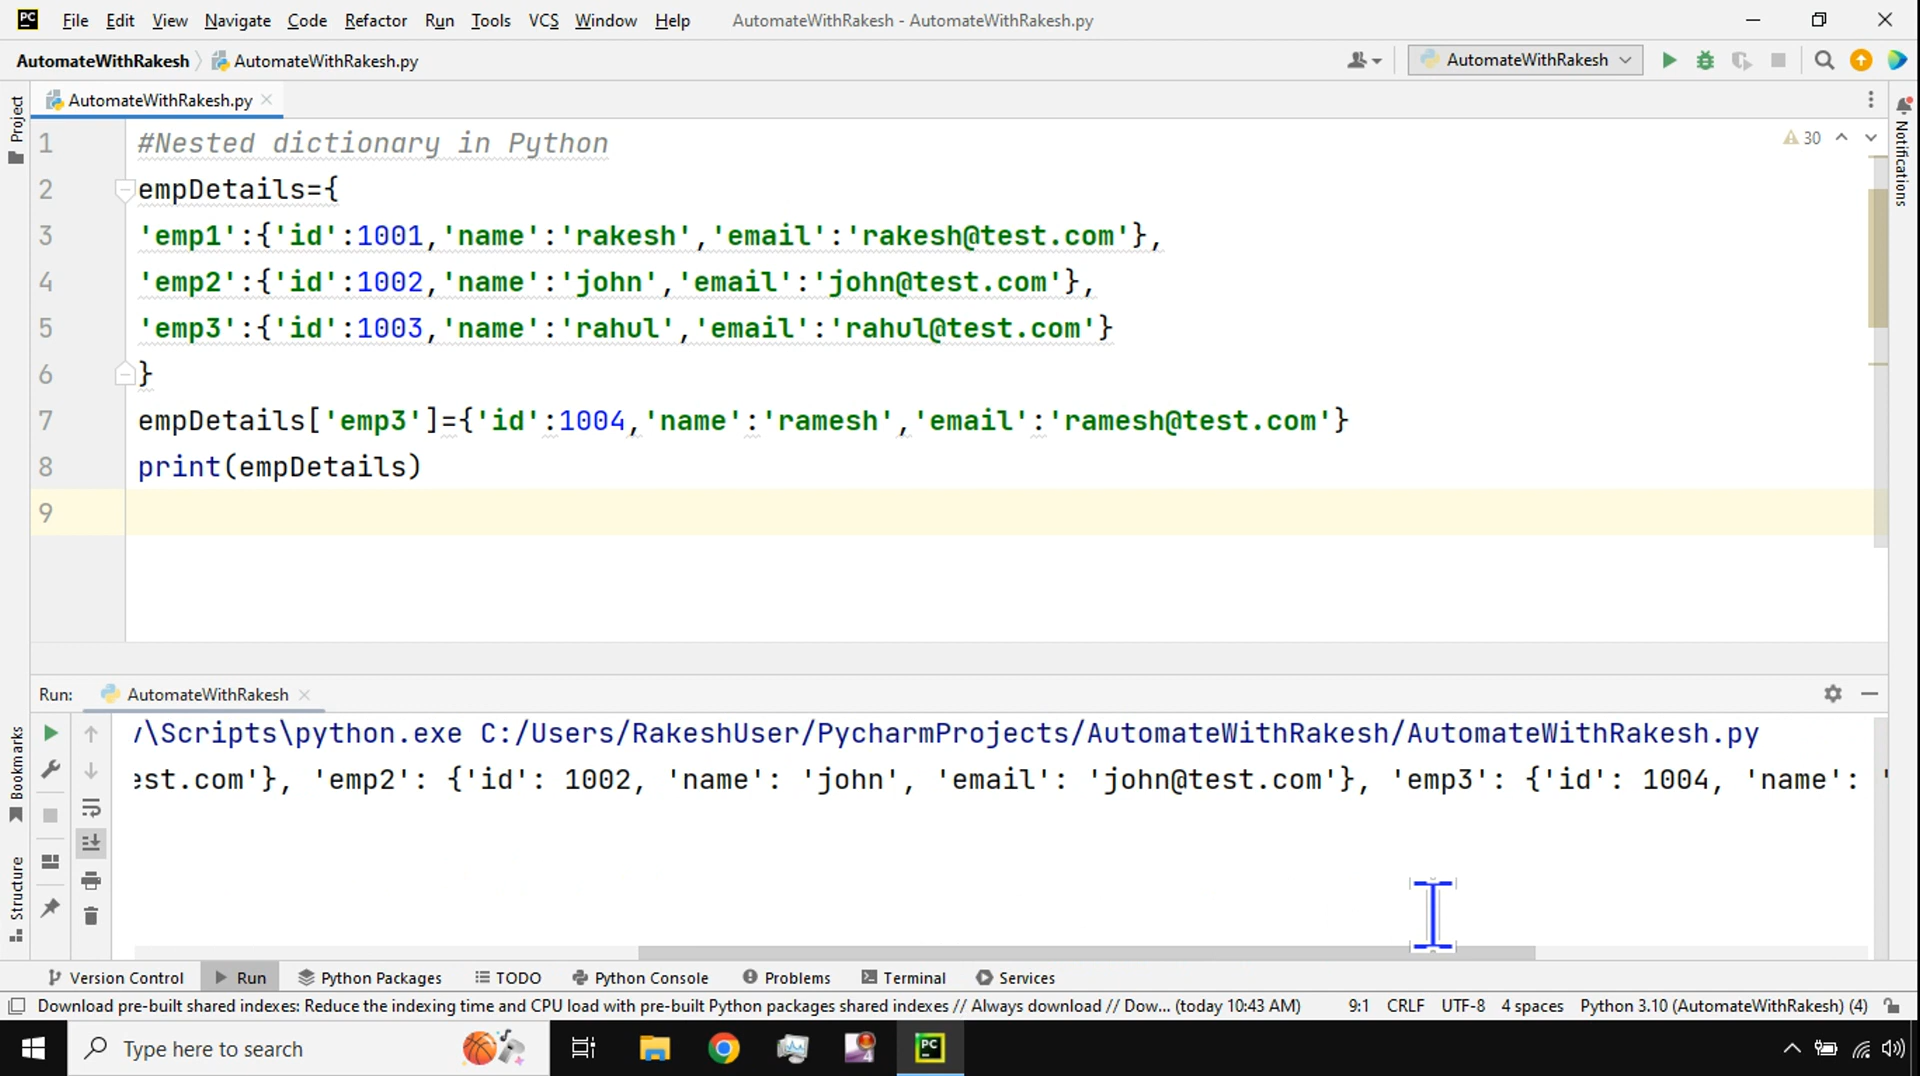 PC File Edit View Navigate Code Refactor Run Tools VCS Window Help AutomateWithRakesh - AutomateWithRakesh.py
AutomateWithRakesh AutomateWithRakesh.py AutomateWithRakesh
Project
AutomateWithRakesh.py
Notifications
30
1 #Nested dictionary in Python
2 empDetails={
3 'emp1':{'id':1001,'name':'rakesh','email':'rakesh@test.com'},
4 'emp2':{'id':1002,'name':'john','email':'john@test.com'},
5 'emp3':{'id':1003,'name':'rahul','email':'rahul@test.com'}
6 }
7 empDetails['emp3']={'id':1004,'name':'ramesh','email':'ramesh@test.com'}
8 print(empDetails)
9
Run: AutomateWithRakesh
\Scripts\python.exe C:/Users/RakeshUser/PycharmProjects/AutomateWithRakesh/AutomateWithRakesh.py
est.com'}, 'emp2': {'id': 1002, 'name': 'john', 'email': 'john@test.com'}, 'emp3': {'id': 1004, 'name': '
Bookmarks
Structure
Version Control Run Python Packages TODO Python Console Problems Terminal Services
Download pre-built shared indexes: Reduce the indexing time and CPU load with pre-built Python packages shared indexes // Always download // Dow... (today 10:43 AM) 9:1 CRLF UTF-8 4 spaces Python 3.10 (AutomateWithRakesh) (4)
Type here to search 4 PC